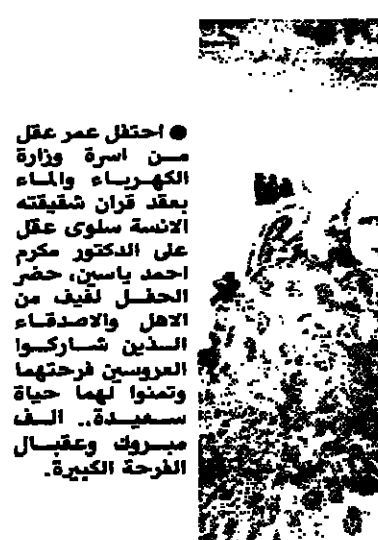 ● احتفل عمر عقل
من اسرة وزارة
الكهرباء والماء
بعقد قران شقيقته
الانسة سلوى عقل
على الدكتور مكرم
احمد ياسين، حضر
الحفل لفيف من
الاهل والاصدقاء
الذين شاركوا
العروسين فرحتهما
وتمنوا لهما حياة
سعيدة.. الف
مبروك وعقبال
الفرحة الكبيرة.